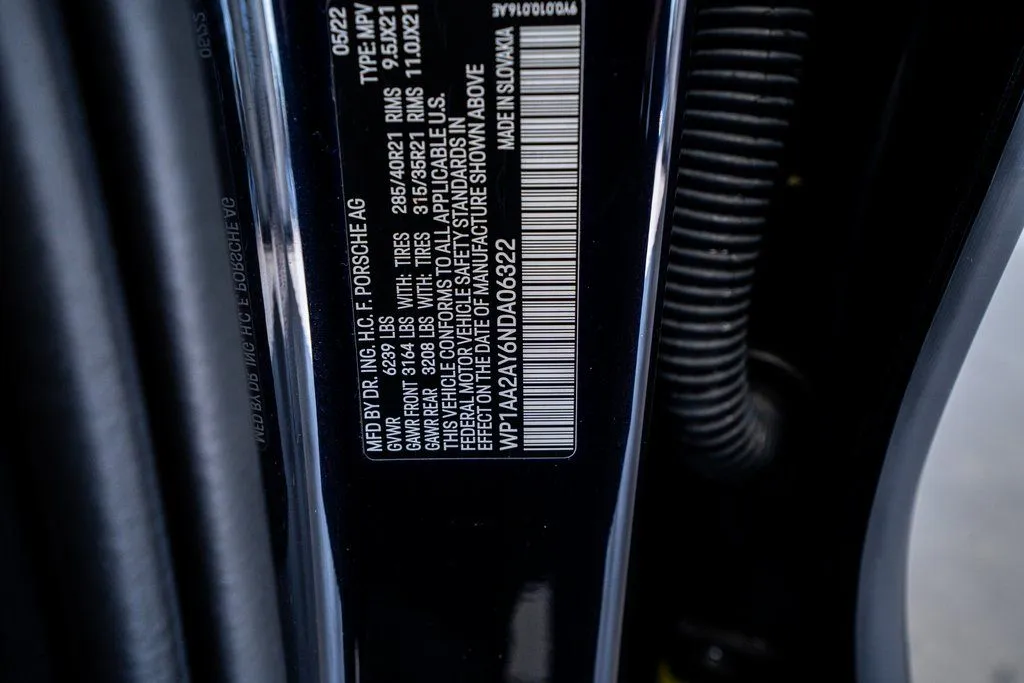 MFD BY DR. ING. H.C. F. PORSCHE AG 05/22
GVWR 6239 LBS TYPE: MPV
GAWR FRONT 3164 LBS WITH: TIRES 285/40R21 RIMS 9.5JX21
GAWR REAR 3208 LBS WITH: TIRES 315/35R21 RIMS 11.0JX21
THIS VEHICLE CONFORMS TO ALL APPLICABLE U.S.
FEDERAL MOTOR VEHICLE SAFETY STANDARDS IN
EFFECT ON THE DATE OF MANUFACTURE SHOWN ABOVE
WP1AA2AY6NDA06322 MADE IN SLOVAKIA
9Y0.010.016.AE